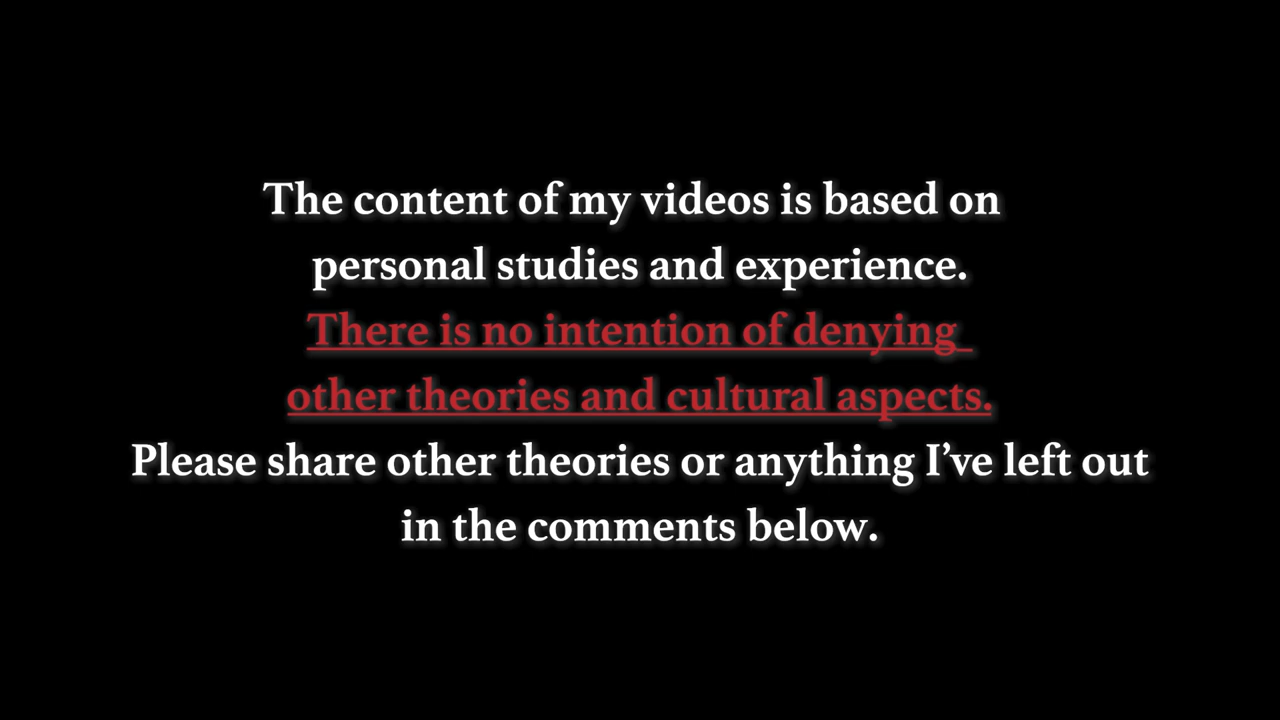 The content of my videos is based on
personal studies and experience.
There is no intention of denying
other theories and cultural aspects.
Please share other theories or anything I’ve left out
in the comments below.